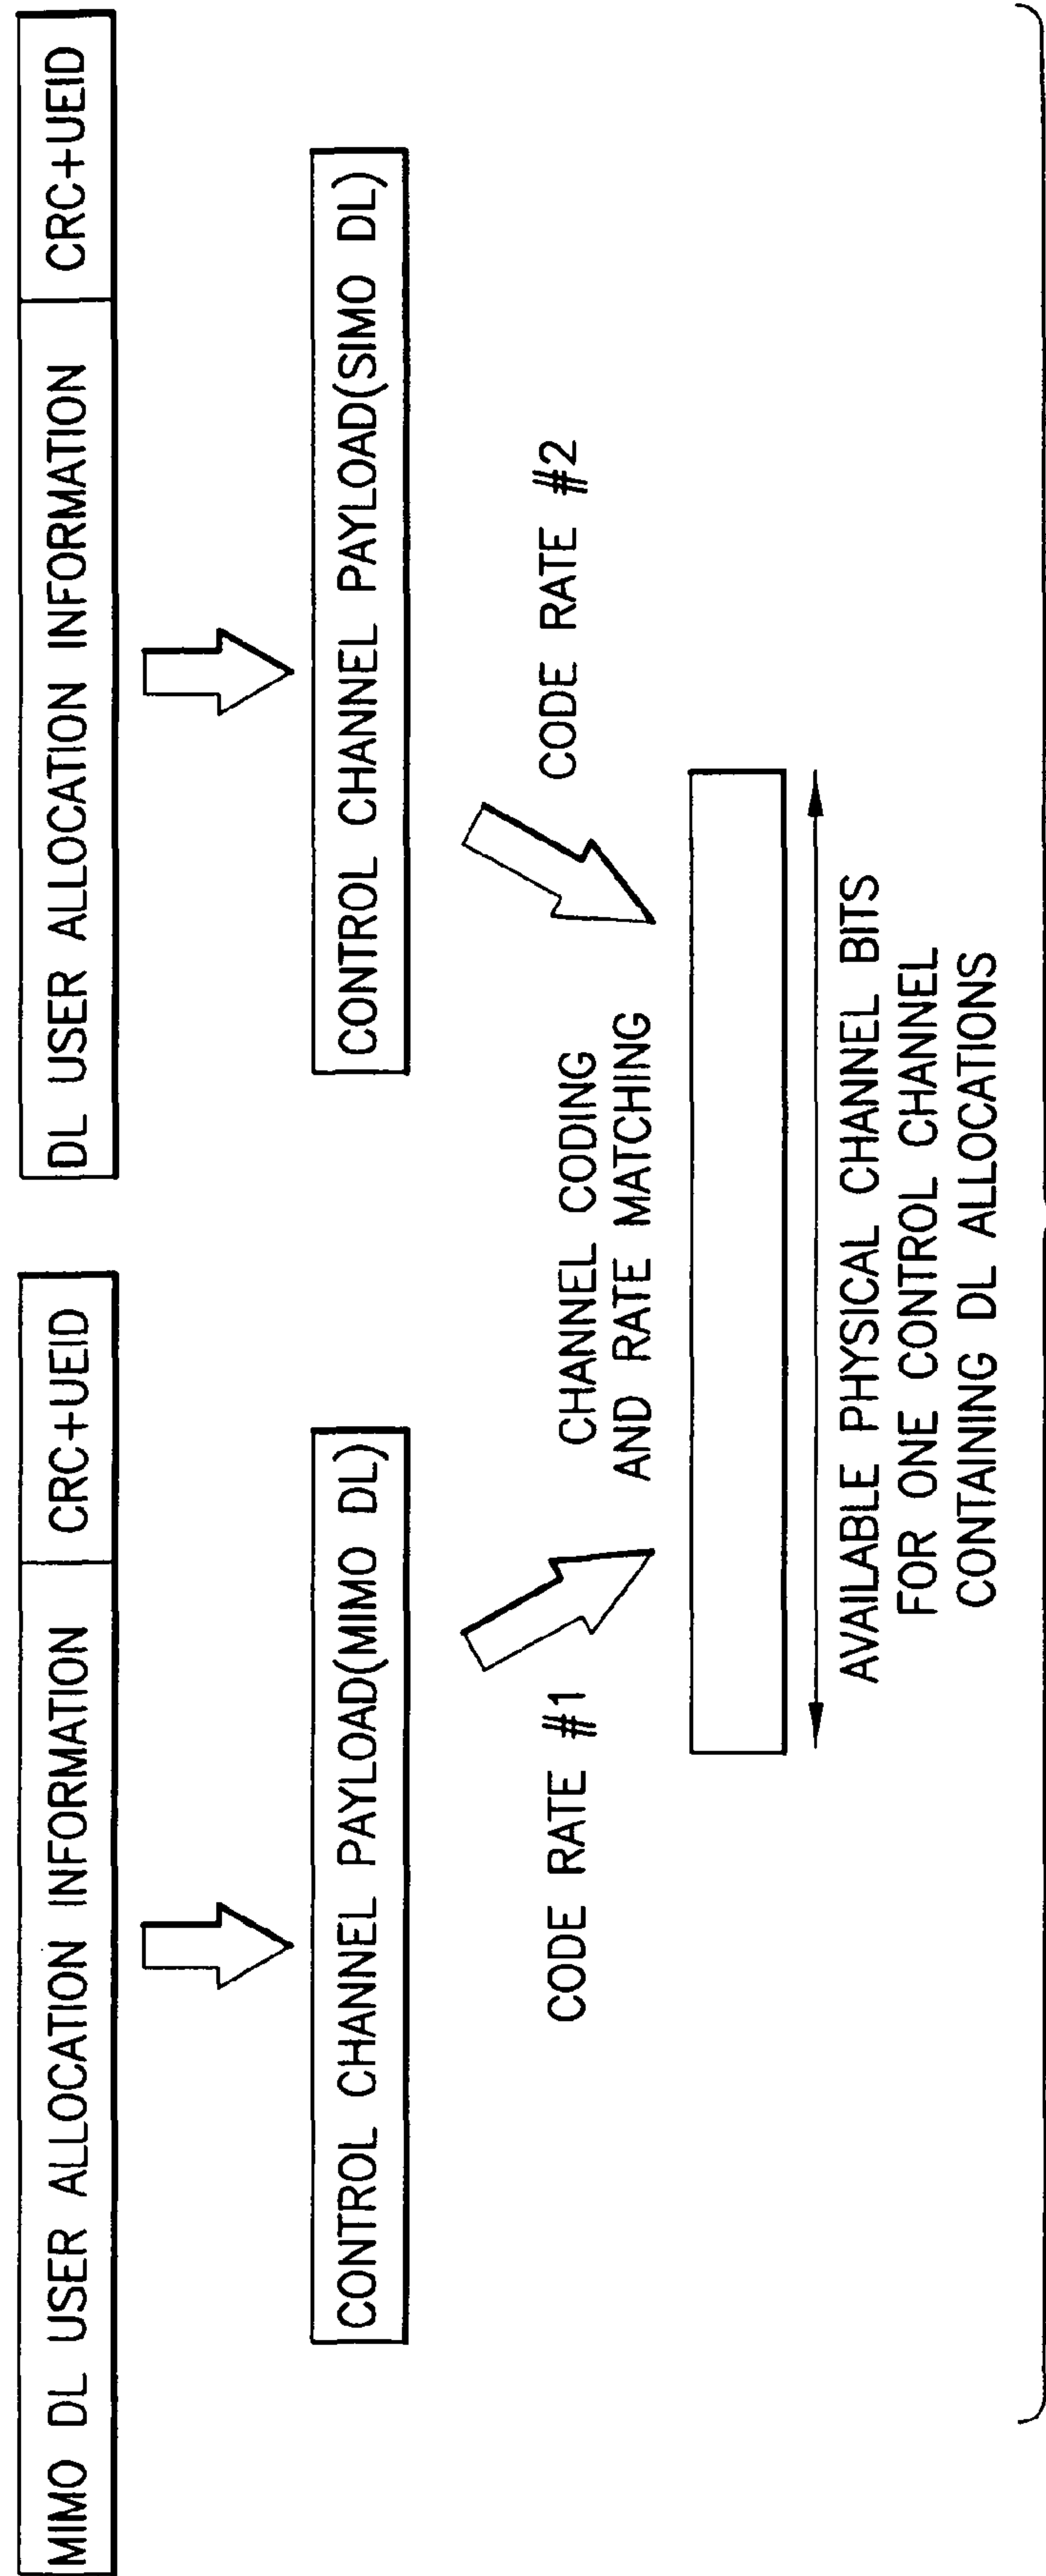 MIMO DL USER ALLOCATION INFORMATION
CRC+UEID
DL USER ALLOCATION INFORMATION
CRC+UEID
CONTROL CHANNEL PAYLOAD(MIMO DL)
CONTROL CHANNEL PAYLOAD(SIMO DL)
CODE RATE #1
CHANNEL CODING
AND RATE MATCHING
CODE RATE #2
AVAILABLE PHYSICAL CHANNEL BITS
FOR ONE CONTROL CHANNEL
CONTAINING DL ALLOCATIONS